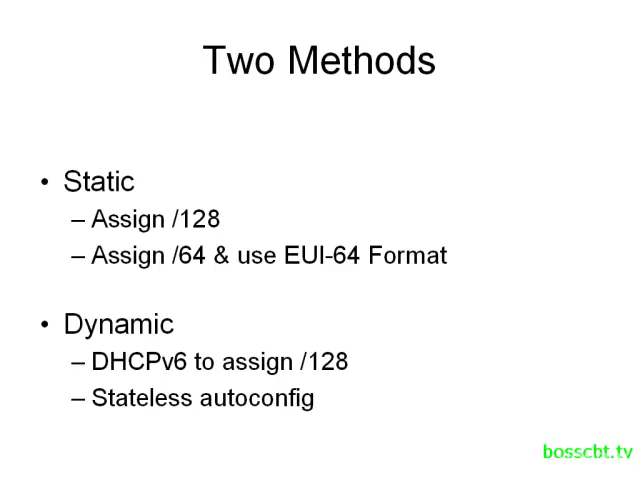 Two Methods
• Static
– Assign /128
– Assign /64 & use EUI-64 Format
• Dynamic
– DHCPv6 to assign /128
– Stateless autoconfig
bosscbt.tv